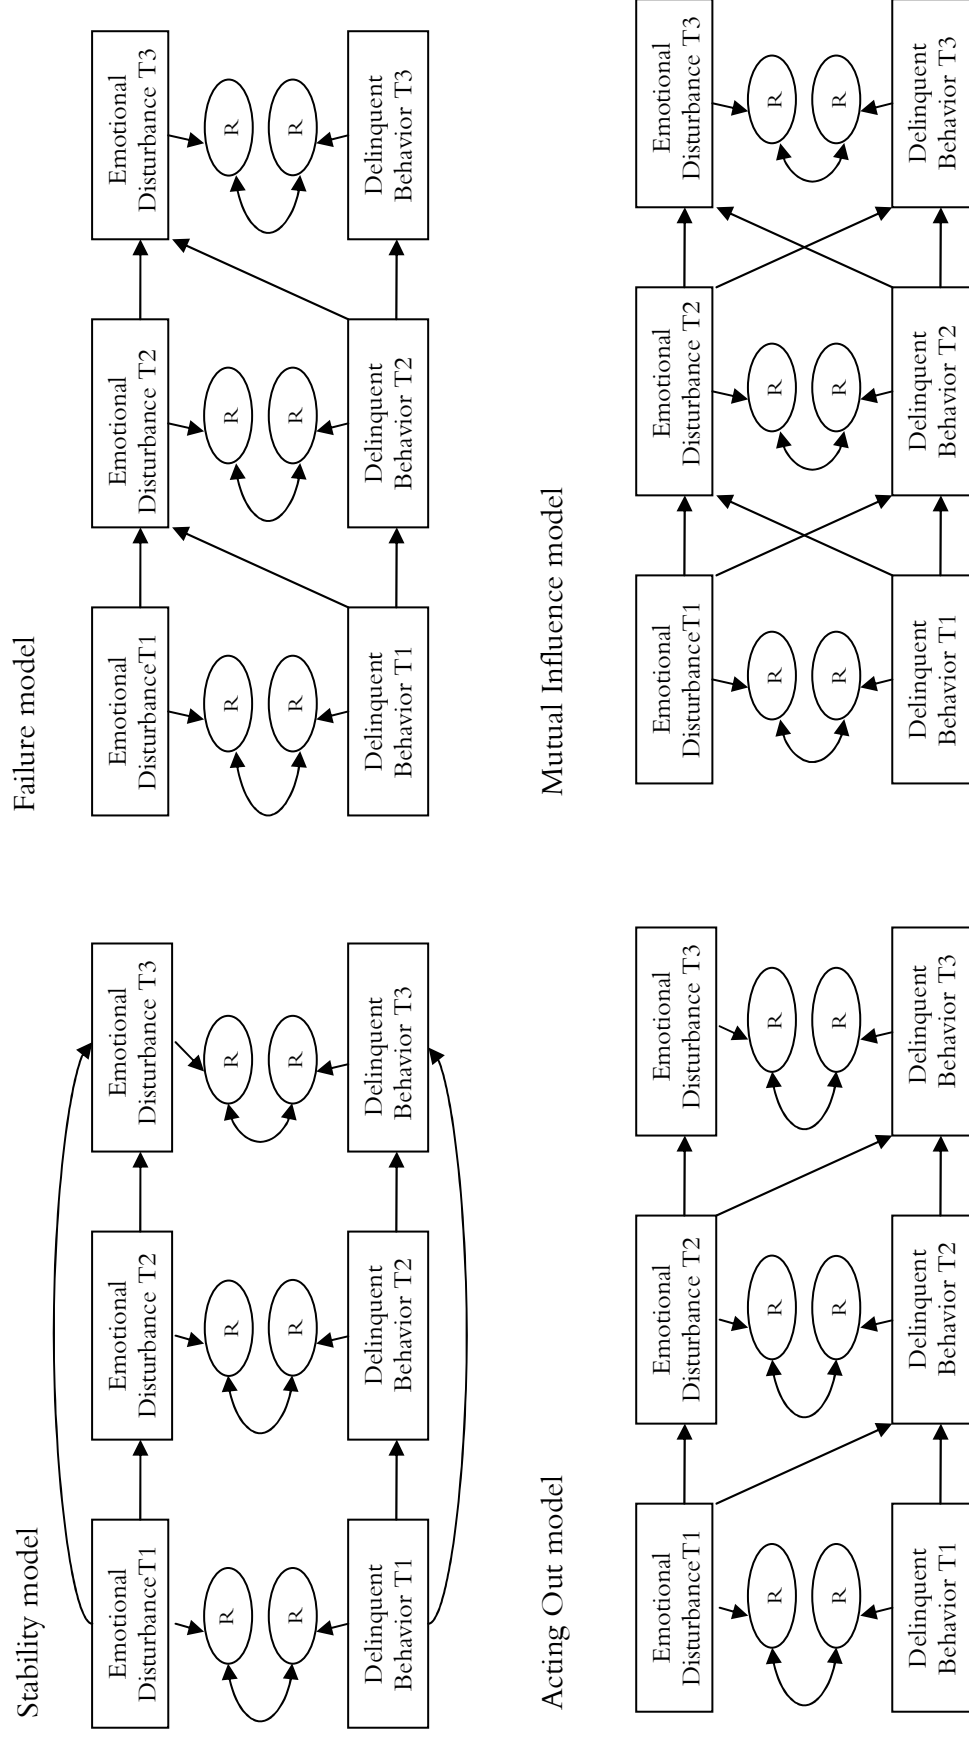 Stability model
Emotional
DisturbanceT1
Emotional
Disturbance T2
Emotional
Disturbance T3
R
R
R
R
R
R
Delinquent
Behavior T1
Delinquent
Behavior T2
Delinquent
Behavior T3
Failure model
Emotional
DisturbanceT1
Emotional
Disturbance T2
Emotional
Disturbance T3
R
R
R
R
R
R
Delinquent
Behavior T1
Delinquent
Behavior T2
Delinquent
Behavior T3
Acting Out model
Emotional
DisturbanceT1
Emotional
Disturbance T2
Emotional
Disturbance T3
R
R
R
R
R
R
Delinquent
Behavior T1
Delinquent
Behavior T2
Delinquent
Behavior T3
Mutual Influence model
Emotional
DisturbanceT1
Emotional
Disturbance T2
Emotional
Disturbance T3
R
R
R
R
R
R
Delinquent
Behavior T1
Delinquent
Behavior T2
Delinquent
Behavior T3